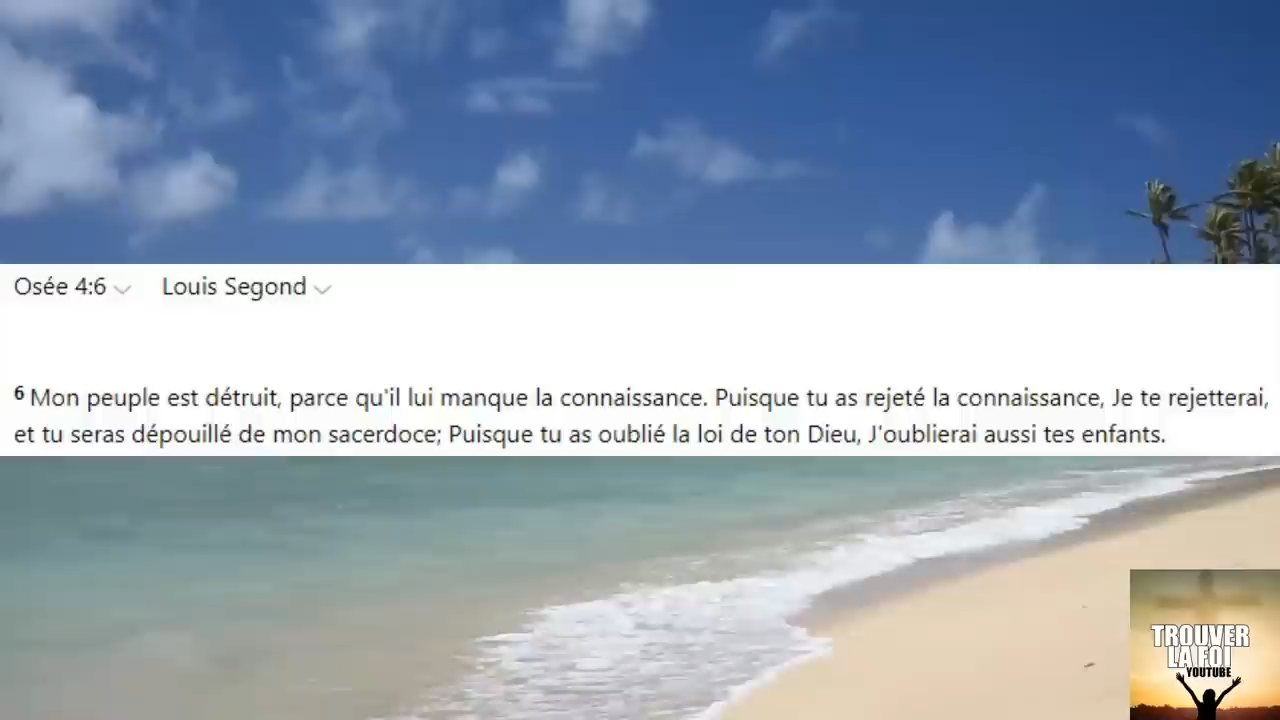 Osée 4:6 Louis Segond
6 Mon peuple est détruit, parce qu'il lui manque la connaissance. Puisque tu as rejeté la connaissance, Je te rejetterai,
et tu seras dépouillé de mon sacerdoce; Puisque tu as oublié la loi de ton Dieu, J'oublierai aussi tes enfants.
TROUVER
LA FOI
YOUTUBE